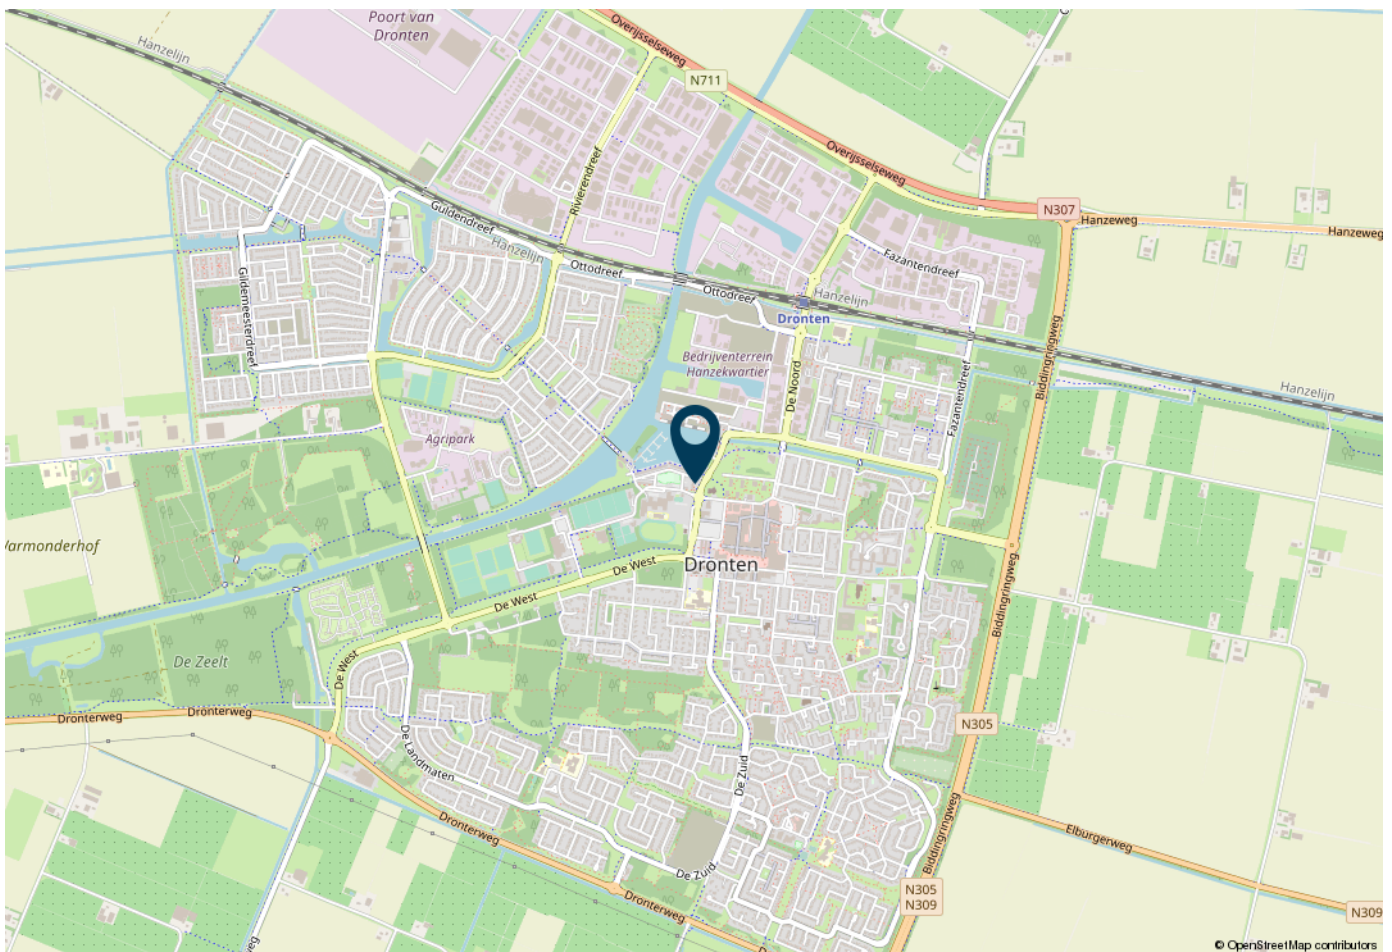 Poort van
Dronten
Hanzelijn
Overijsselseweg
N711
Overijsselseweg
Rivierendreef
Guldendreef
Hanzelijn
N307
Hanzeweg
Hanzeweg
Fazantendreef
Ottodreef
Ottodreef
Hanzelijn
Dronten
Gildemeesterdreef
Bedrijventerrein
Hanzekwartier
De Noord
Biddingringweg
Hanzelijn
Fazantendreef
Agripark
De West
Dronten
De West
Biddingringweg
De Zeelt
De West
Dronterweg
Dronterweg
N305
De Landmaten
De Zuid
Dronterweg
Biddingringweg
Elburgerweg
De Zuid
Dronterweg
N305
N309
N309
© OpenStreetMap contributors